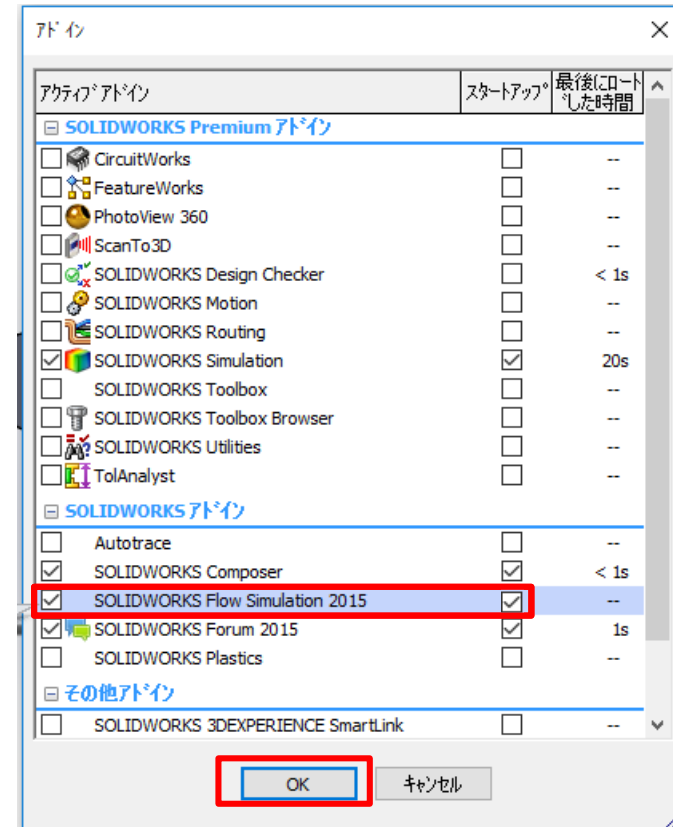 ｱﾄﾞｲﾝ
ｱｸﾃｨﾌﾞｱﾄﾞｲﾝ ｽﾀｰﾄｱｯﾌﾟ 最後にﾛｰﾄ
ﾞした時間
SOLIDWORKS Premium ｱﾄﾞｲﾝ
CircuitWorks --
FeatureWorks --
PhotoView 360 --
ScanTo3D --
SOLIDWORKS Design Checker < 1s
SOLIDWORKS Motion --
SOLIDWORKS Routing --
SOLIDWORKS Simulation 20s
SOLIDWORKS Toolbox --
SOLIDWORKS Toolbox Browser --
SOLIDWORKS Utilities --
TolAnalyst --
SOLIDWORKS ｱﾄﾞｲﾝ
Autotrace --
SOLIDWORKS Composer < 1s
SOLIDWORKS Flow Simulation 2015 --
SOLIDWORKS Forum 2015 1s
SOLIDWORKS Plastics --
その他ｱﾄﾞｲﾝ
SOLIDWORKS 3DEXPERIENCE SmartLink --
OK ｷｬﾝｾﾙ